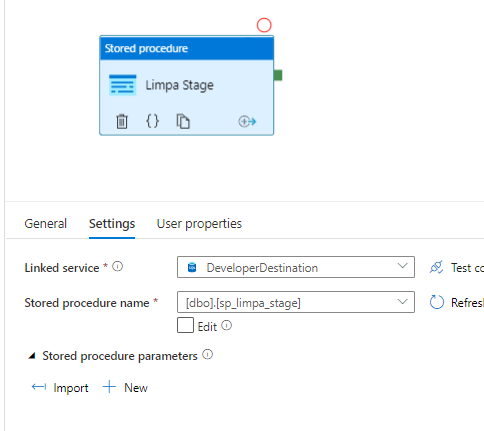 Stored procedure
Limpa Stage
{}
General Settings User properties
Linked service * DeveloperDestination Test co
Stored procedure name * [dbo].[sp_limpa_stage] Refres
Edit
Stored procedure parameters
Import + New